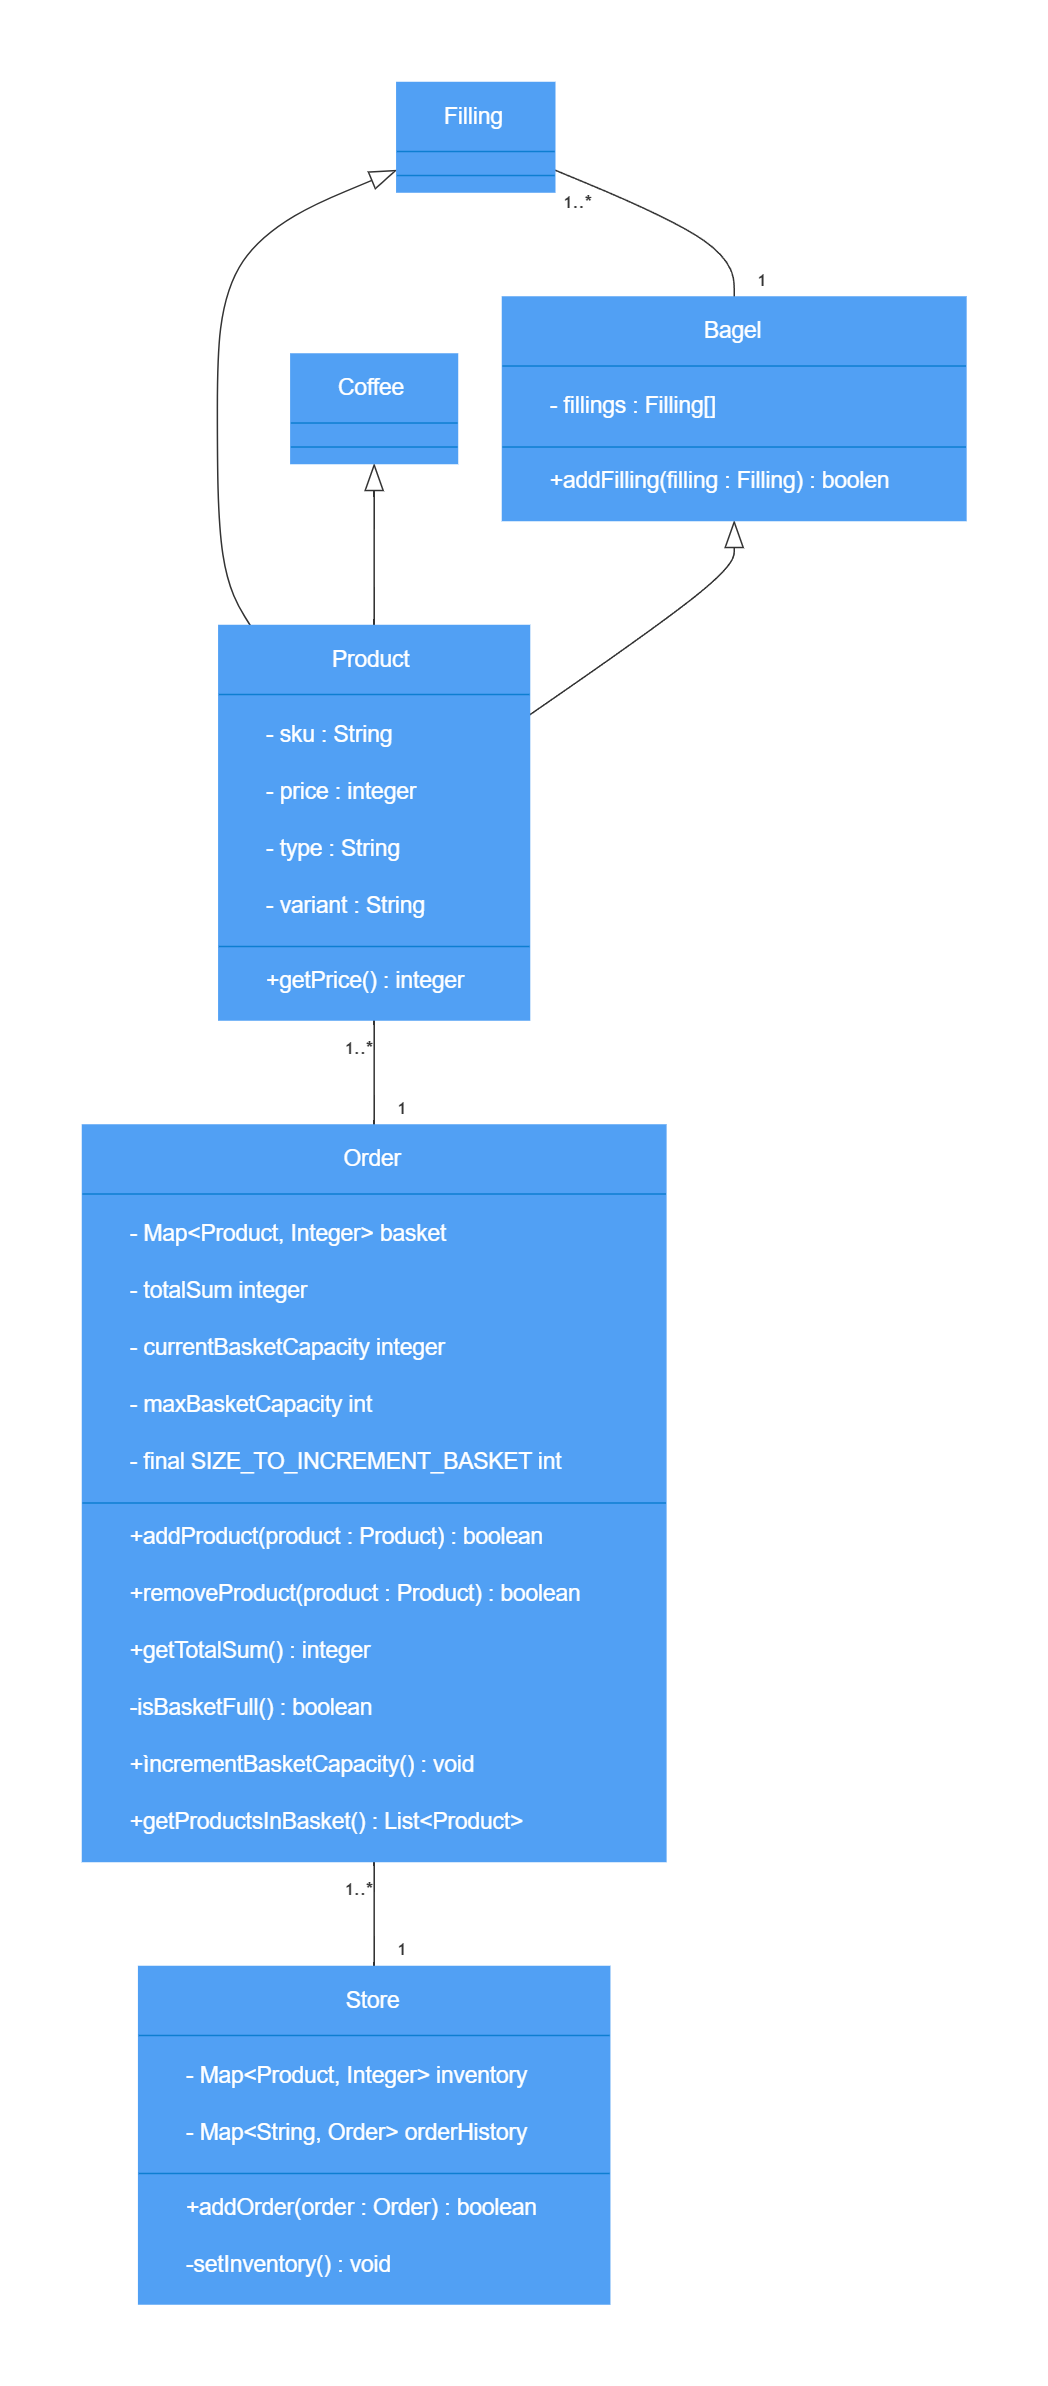 Filling
1..*
1
Bagel
- fillings : Filling[]
+addFilling(filling : Filling) : boolen
Coffee
Product
- sku : String
- price : integer
- type : String
- variant : String
+getPrice() : integer
1..*
1
Order
- Map<Product, Integer> basket
- totalSum integer
- currentBasketCapacity integer
- maxBasketCapacity int
- final SIZE_TO_INCREMENT_BASKET int
+addProduct(product : Product) : boolean
+removeProduct(product : Product) : boolean
+getTotalSum() : integer
-isBasketFull() : boolean
+ìncrementBasketCapacity() : void
+getProductsInBasket() : List<Product>
1..*
1
Store
- Map<Product, Integer> inventory
- Map<String, Order> orderHistory
+addOrder(order : Order) : boolean
-setInventory() : void